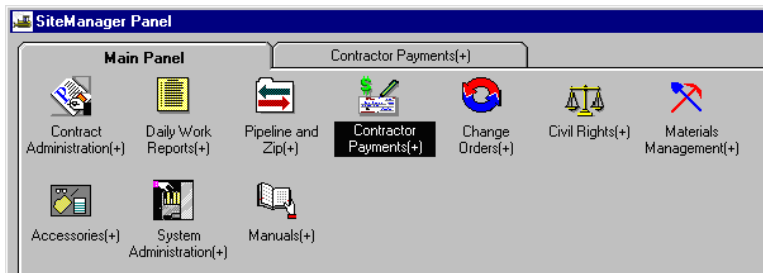 SiteManager Panel
Main Panel
Contractor Payments(+)
Contract
Administration(+)
Daily Work
Reports(+)
Pipeline and
Zip(+)
Contractor
Payments(+)
Change
Orders(+)
Civil Rights(+)
Materials
Management(+)
Accessories(+)
System
Administration(+)
Manuals(+)